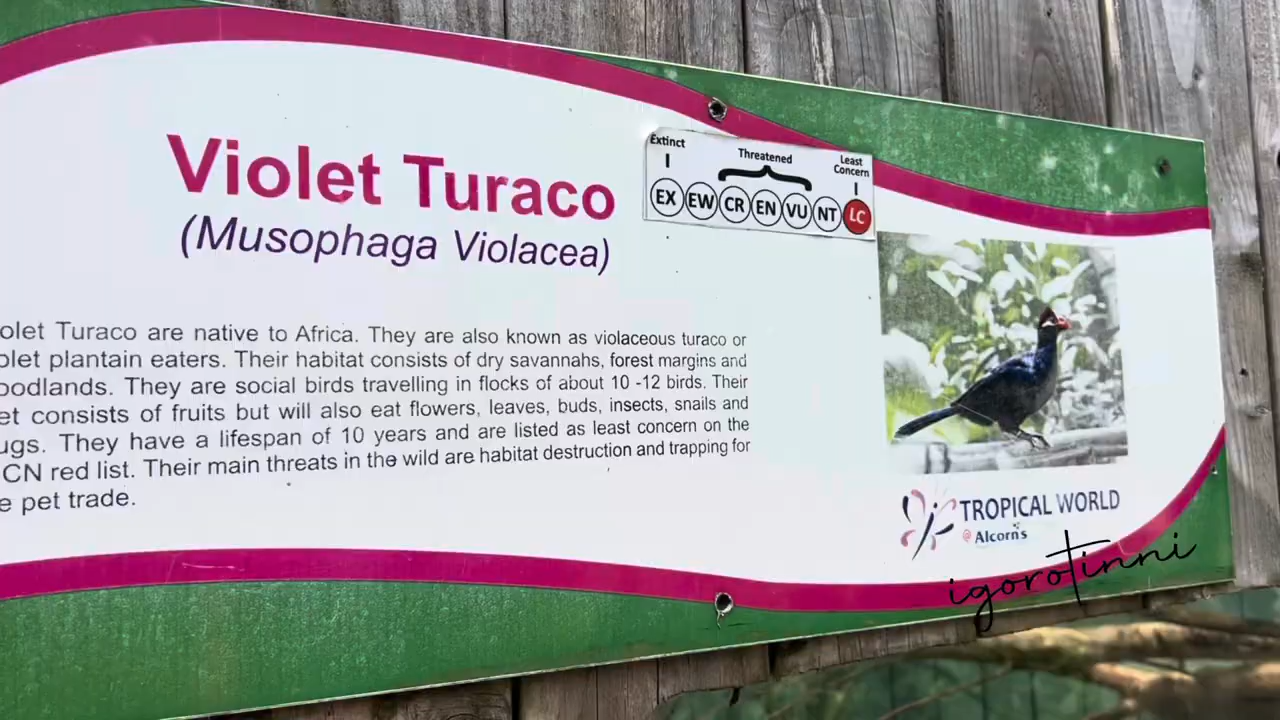 Violet Turaco
(Musophaga Violacea)
Extinct
Threatened
Least
Concern
EX EW CR EN VU NT LC
olet Turaco are native to Africa. They are also known as violaceous turaco or
olet plantain eaters. Their habitat consists of dry savannahs, forest margins and
oodlands. They are social birds travelling in flocks of about 10 -12 birds. Their
et consists of fruits but will also eat flowers, leaves, buds, insects, snails and
ugs. They have a lifespan of 10 years and are listed as least concern on the
CN red list. Their main threats in the wild are habitat destruction and trapping for
e pet trade.
TROPICAL WORLD
@ Alcorn's
igorotinni